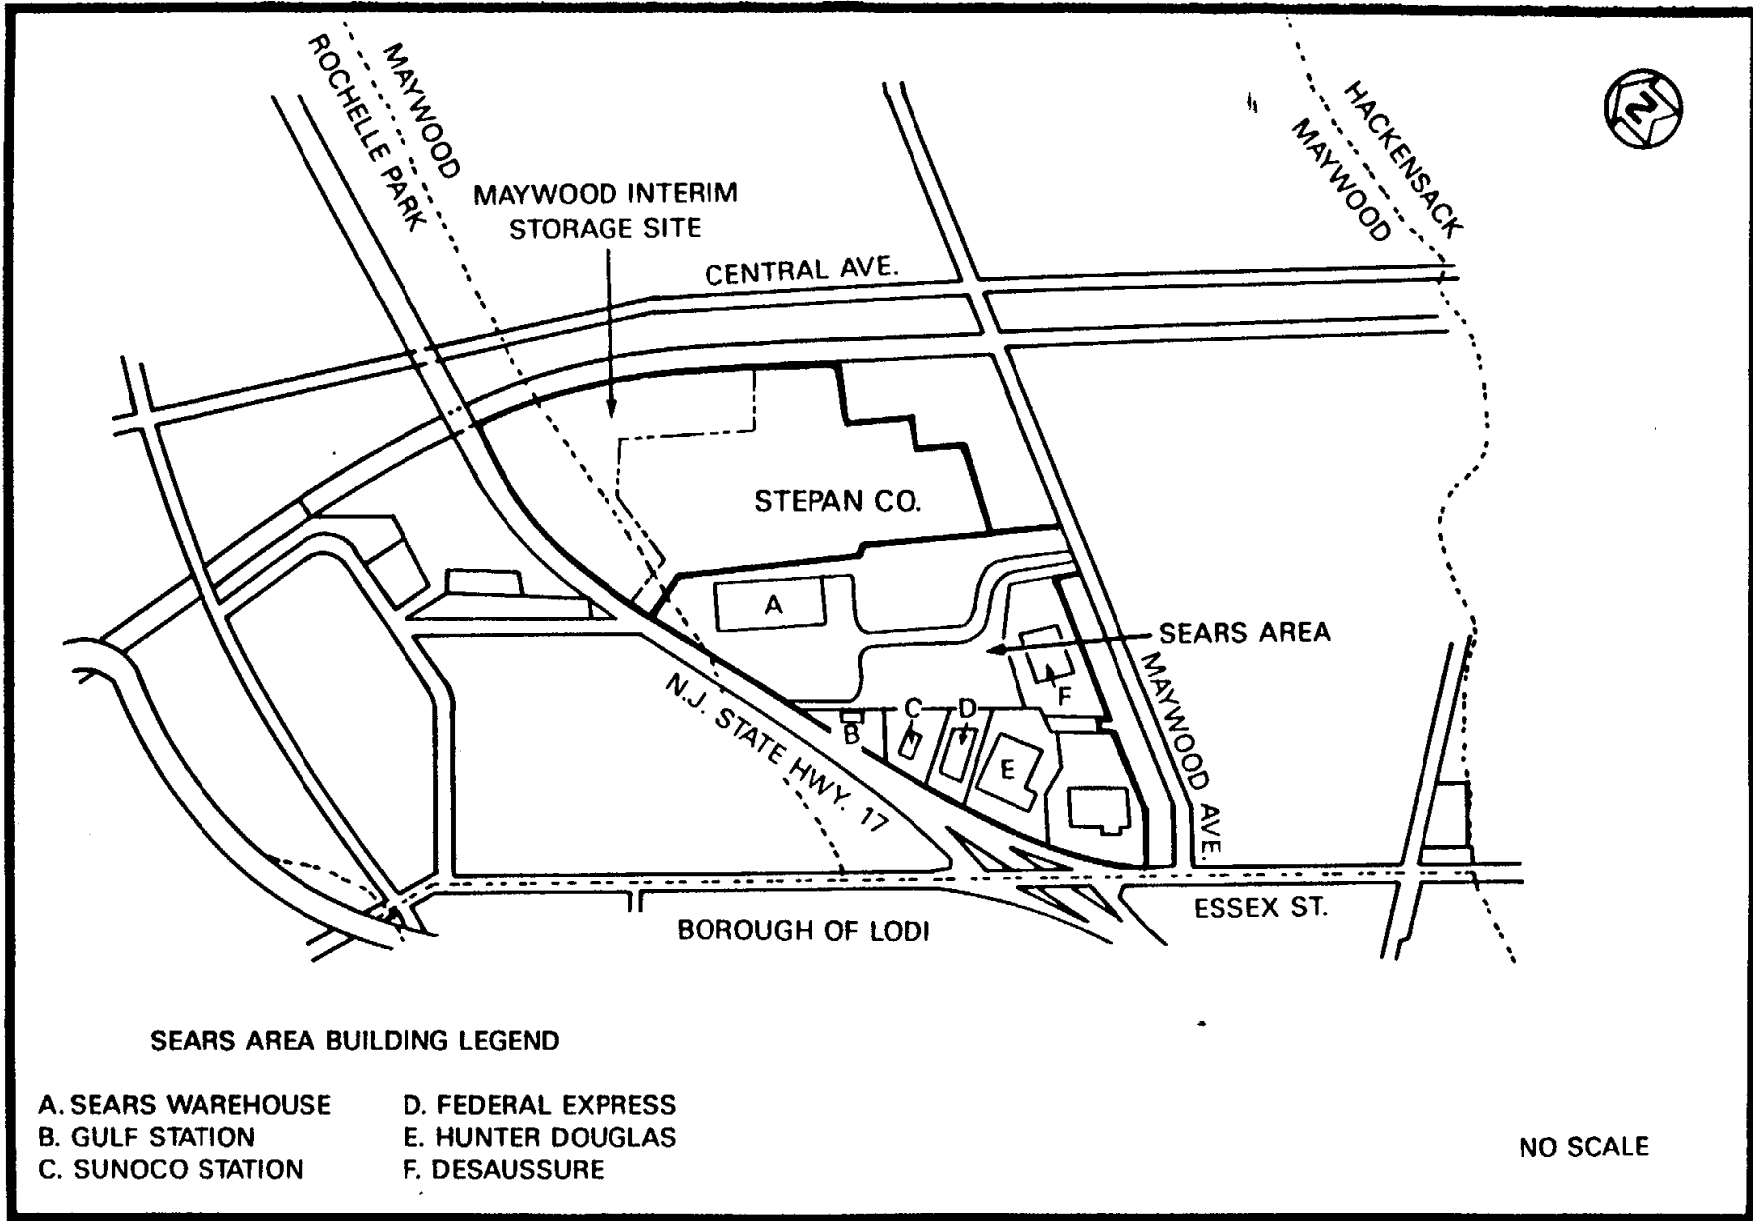 MAYWOOD
ROCHELLE PARK
HACKENSACK
MAYWOOD
N
MAYWOOD INTERIM
STORAGE SITE
CENTRAL AVE.
STEPAN CO.
A
SEARS AREA
F
MAYWOOD AVE.
C
D
B
E
N.J. STATE HWY. 17
ESSEX ST.
BOROUGH OF LODI
SEARS AREA BUILDING LEGEND
A. SEARS WAREHOUSE
B. GULF STATION
C. SUNOCO STATION
D. FEDERAL EXPRESS
E. HUNTER DOUGLAS
F. DESAUSSURE
NO SCALE